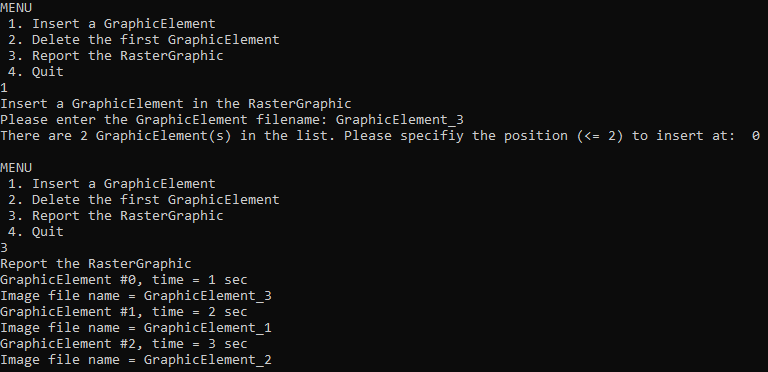 MENU
1. Insert a GraphicElement
2. Delete the first GraphicElement
3. Report the RasterGraphic
4. Quit
1
Insert a GraphicElement in the RasterGraphic
Please enter the GraphicElement filename: GraphicElement_3
There are 2 GraphicElement(s) in the list. Please specifiy the position (<= 2) to insert at:  0
MENU
1. Insert a GraphicElement
2. Delete the first GraphicElement
3. Report the RasterGraphic
4. Quit
3
Report the RasterGraphic
GraphicElement #0, time = 1 sec
Image file name = GraphicElement_3
GraphicElement #1, time = 2 sec
Image file name = GraphicElement_1
GraphicElement #2, time = 3 sec
Image file name = GraphicElement_2